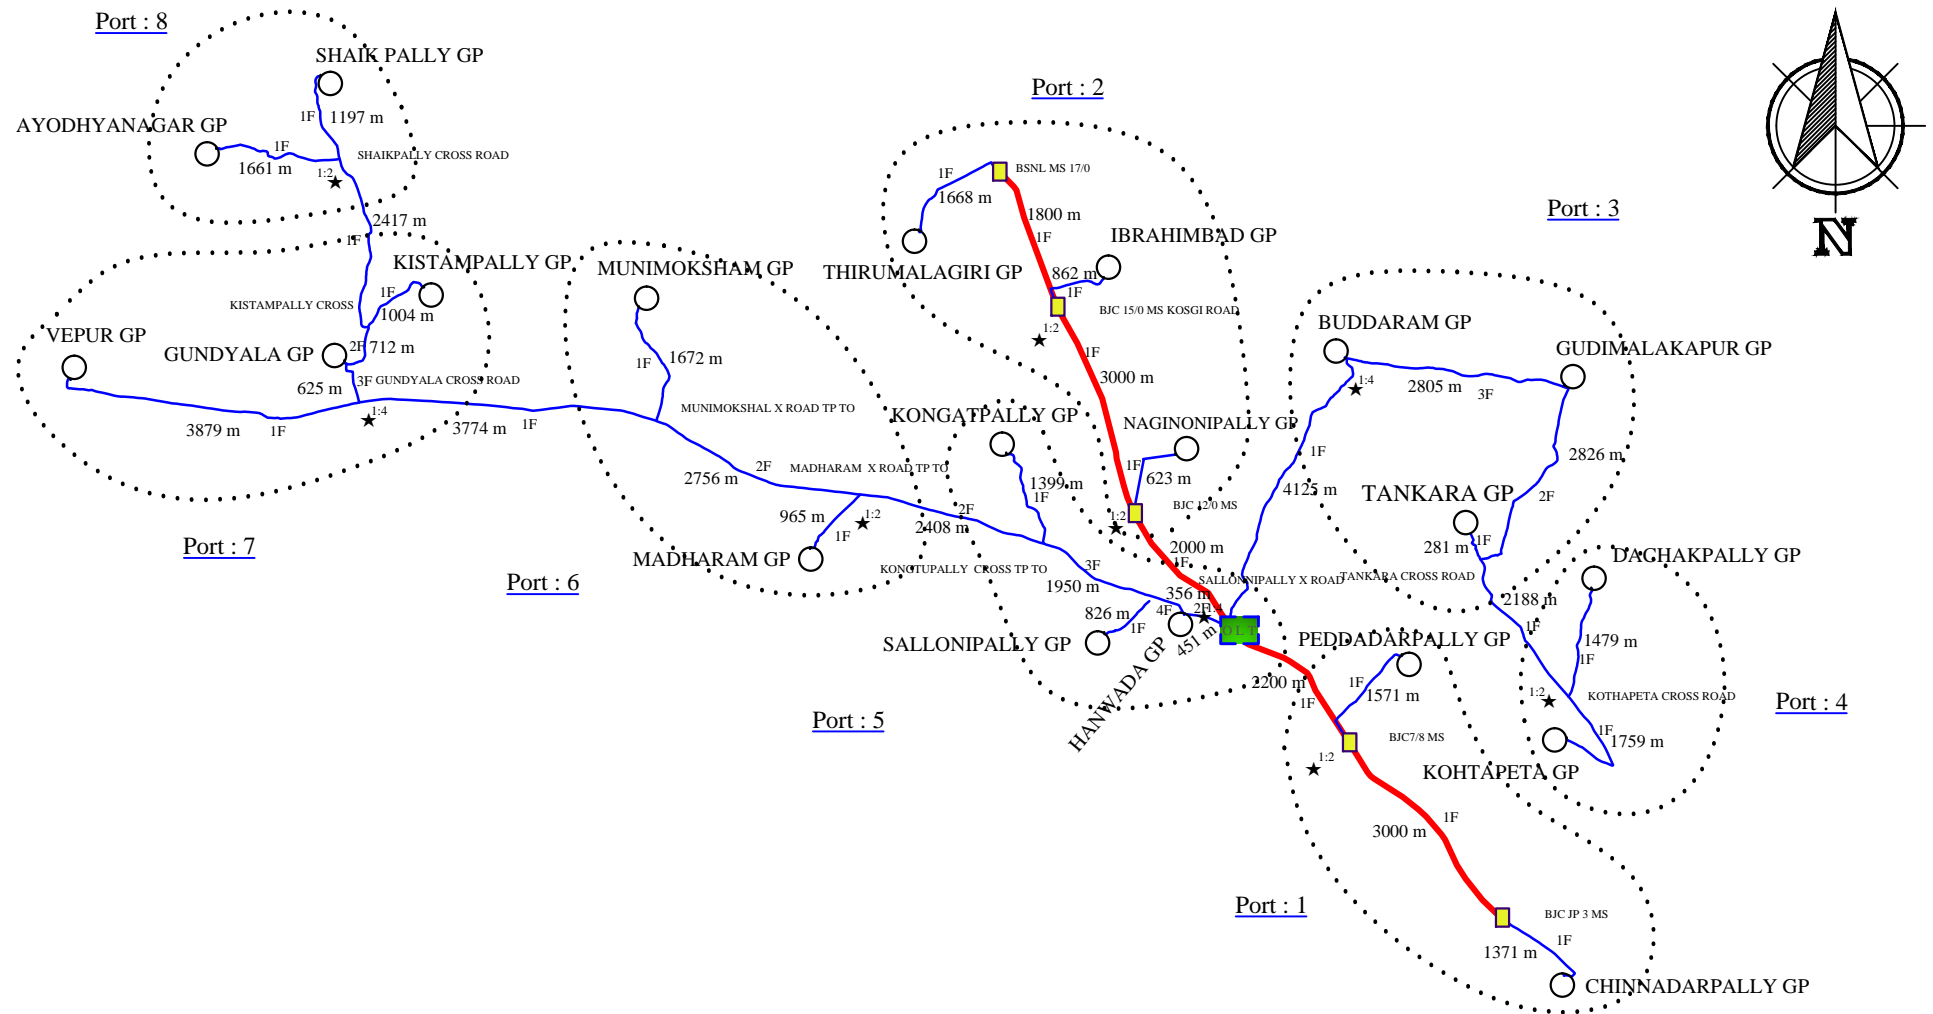 Port : 8
SHAIK PALLY GP
1F
1197 m
AYODHYANAGAR GP
1F
1661 m
SHAIKPALLY CROSS ROAD
1:2
2417 m
1F
KISTAMPALLY GP
1F
1004 m
KISTAMPALLY CROSS
VEPUR GP
GUNDYALA GP
2F
712 m
625 m
3F
GUNDYALA CROSS ROAD
1:4
3879 m
1F
3774 m
1F
Port : 7
MUNIMOKSHAM GP
1F
1672 m
MUNIMOKSHAL X ROAD TP TO
2F
2756 m
MADHARAM X ROAD TP TO
965 m
1F
1:2
MADHARAM GP
2F
2408 m
Port : 6
Port : 2
BSNL MS 17/0
1F
1668 m
1800 m
1F
THIRUMALAGIRI GP
IBRAHIMBAD GP
862 m
1F
BJC 15/0 MS KOSGI ROAD
1:2
1F
3000 m
KONGATPALLY GP
1399 m
1F
NAGINONIPALLY GP
1F
623 m
BJC 12/0 MS
1:2
2000 m
1F
KONGTUPALLY CROSS TP TO
3F
1950 m
SALLONNIPALLY X ROAD
356 m
4F
2F
1:4
826 m
1F
451 m
OLT
SALLONIPALLY GP
HANWADA GP
Port : 5
Port : 3
BUDDARAM GP
1:4
2805 m
3F
GUDIMALAKAPUR GP
1F
4125 m
2826 m
2F
TANKARA GP
281 m
1F
TANKARA CROSS ROAD
2188 m
1F
DACHAKPALLY GP
1479 m
1F
1:2
KOTHAPETA CROSS ROAD
1F
1759 m
KOHTAPETA GP
Port : 4
PEDDADARPALLY GP
2200 m
1F
1F
1571 m
BJC7/8 MS
1:2
3000 m
1F
Port : 1
BJC JP 3 MS
1371 m
1F
CHINNADARPALLY GP
N